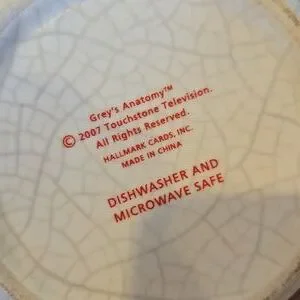 Grey's Anatomy™
© 2007 Touchstone Television.
All Rights Reserved.
HALLMARK CARDS, INC.
MADE IN CHINA
DISHWASHER AND
MICROWAVE SAFE